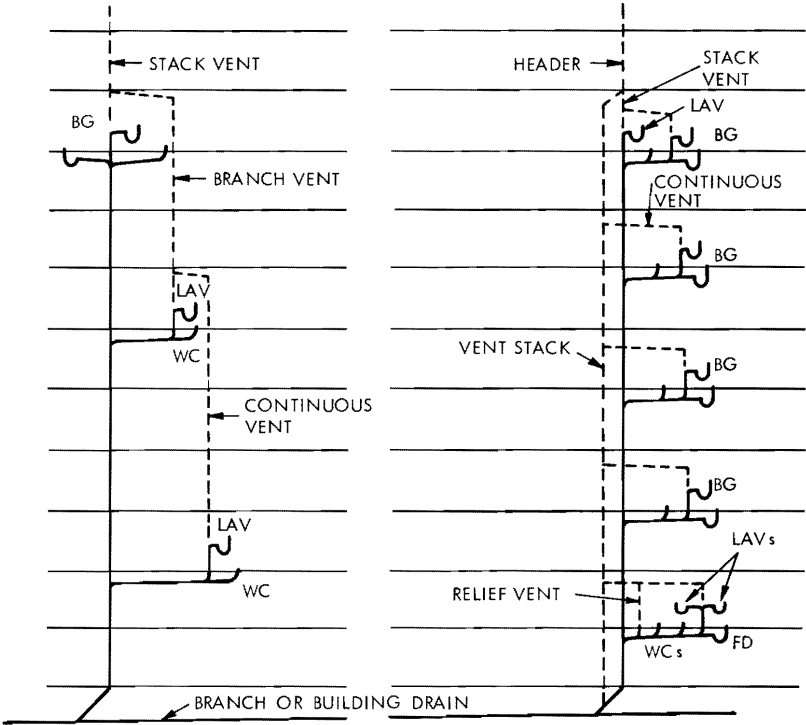 STACK VENT
BG
BRANCH VENT
LAV
WC
CONTINUOUS
VENT
LAV
WC
HEADER
STACK
VENT
LAV
BG
CONTINUOUS
VENT
BG
VENT STACK
BG
BG
LAVs
RELIEF VENT
WCs
FD
BRANCH OR BUILDING DRAIN